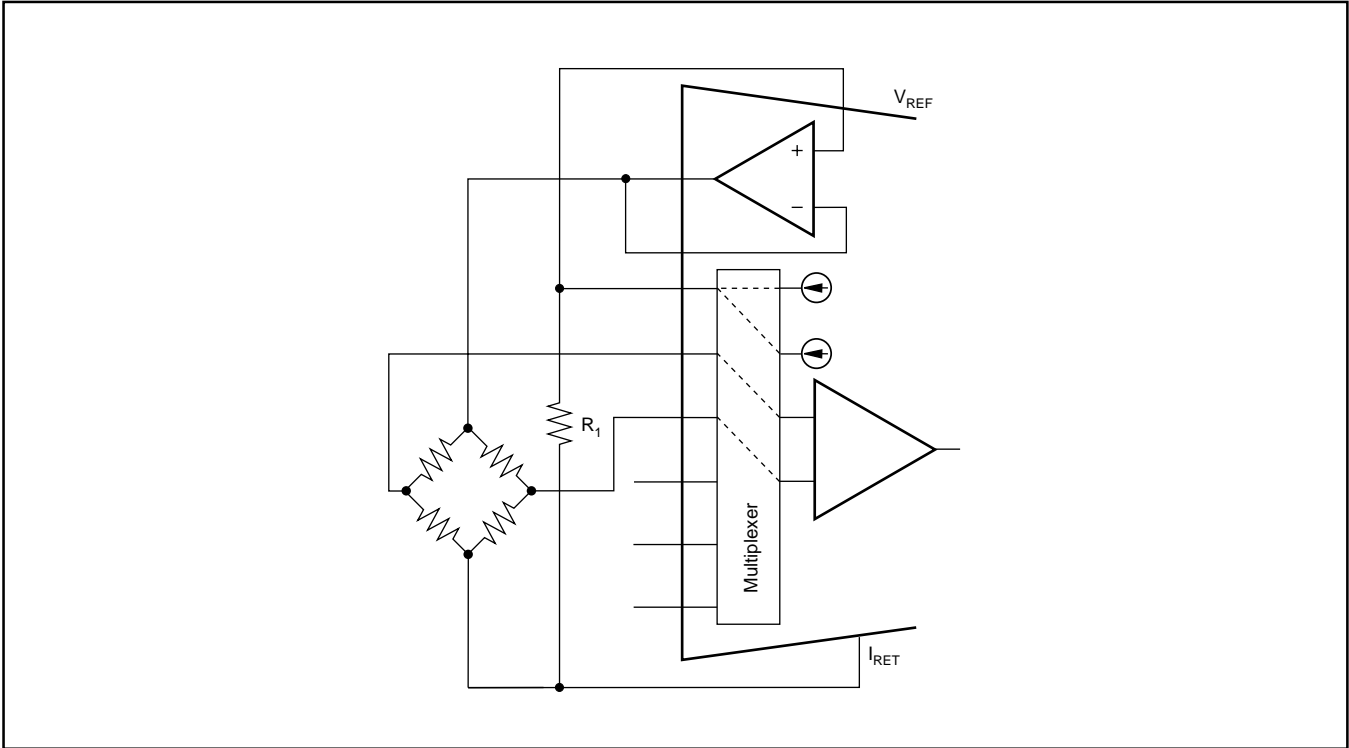 V_REF
+
−
R_1
Multiplexer
I_RET